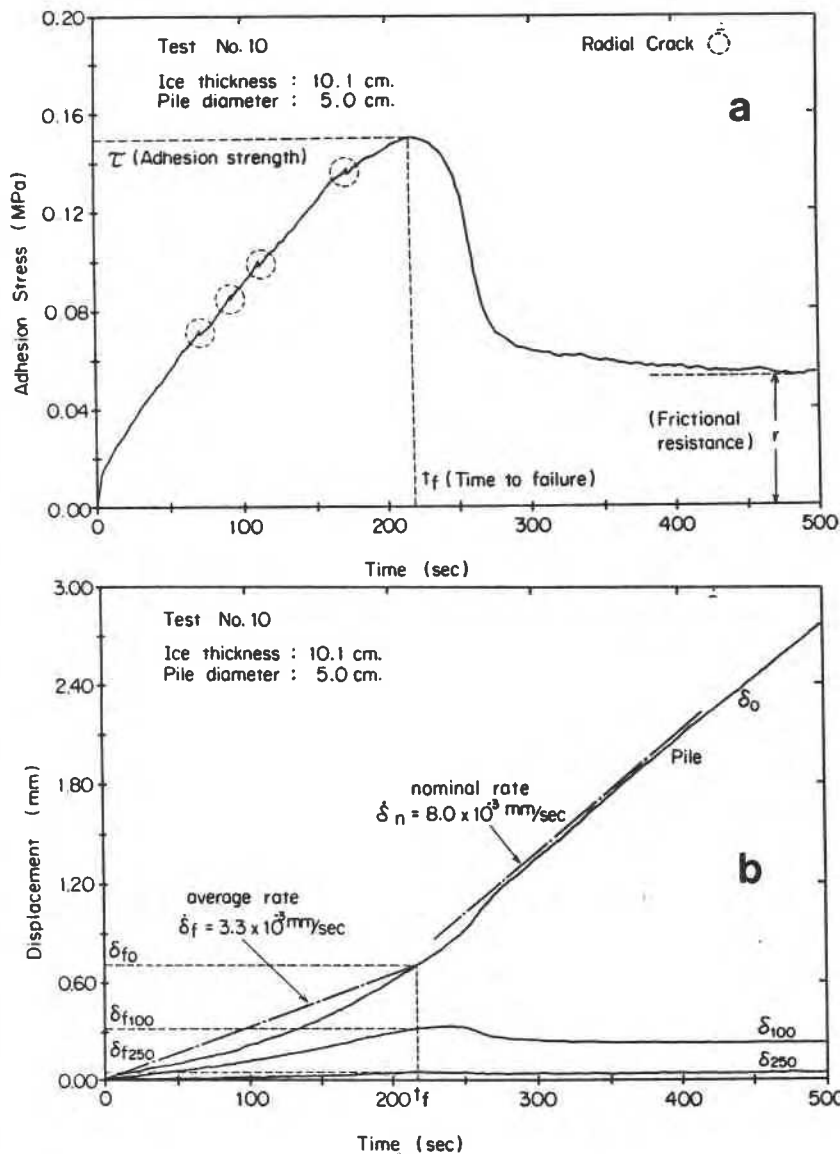 Test No. 10
Ice thickness : 10.1 cm.
Pile diameter : 5.0 cm.
Radial Crack
a
τ (Adhesion strength)
(Frictional
resistance)
r
t_f (Time to failure)
Adhesion Stress (MPa)
0.20
0.16
0.12
0.08
0.04
0.00
0 100 200 300 400 500
Time (sec)
Test No. 10
Ice thickness : 10.1 cm.
Pile diameter : 5.0 cm.
δ₀
Pile
nominal rate
δ̇ n = 8.0 x 10⁻³ mm/sec
b
average rate
δ̇f = 3.3 x 10⁻³ mm/sec
δf0
δf100
δf250
δ100
δ250
Displacement (mm)
3.00
2.40
1.80
1.20
0.60
0.00
0 100 200 t_f 300 400 500
Time (sec)